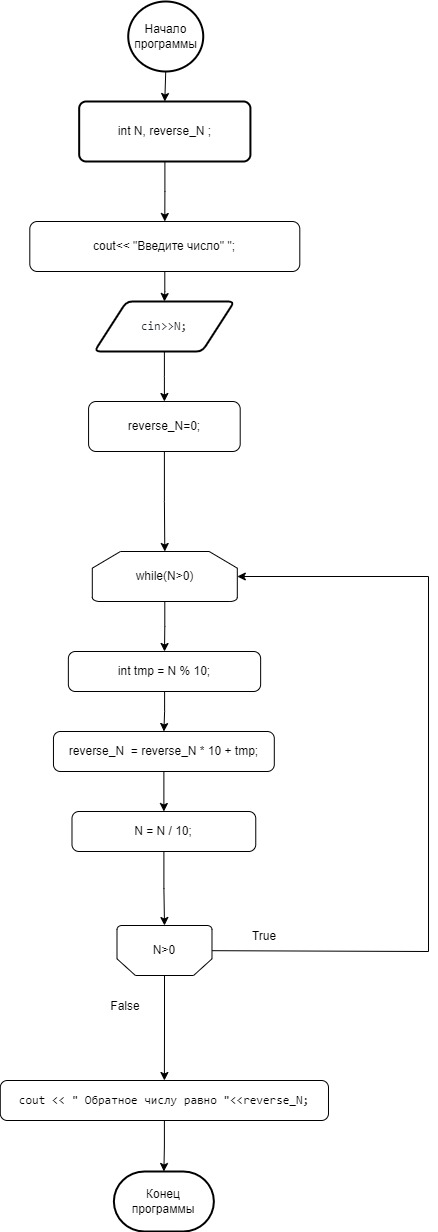 Начало
программы
int N, reverse_N ;
cout<< "Введите число" ";
cin>>N;
reverse_N=0;
while(N>0)
int tmp = N % 10;
reverse_N  = reverse_N * 10 + tmp;
N = N / 10;
N>0
True
False
cout << " Обратное числу равно "<<reverse_N;
Конец
программы